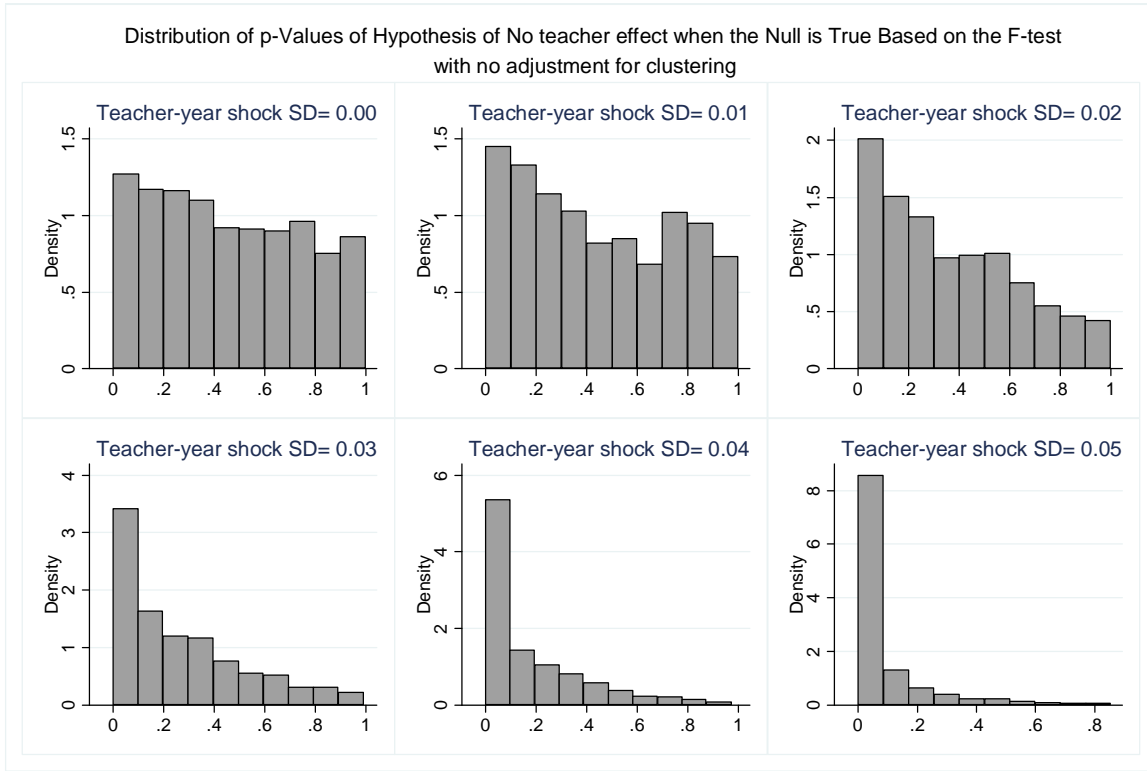 Distribution of p-Values of Hypothesis of No teacher effect when the Null is True Based on the F-test
with no adjustment for clustering
Teacher-year shock SD= 0.00
Density
1.5
1
.5
0
0 .2 .4 .6 .8 1
Teacher-year shock SD= 0.01
Density
1.5
1
.5
0
0 .2 .4 .6 .8 1
Teacher-year shock SD= 0.02
Density
2
1.5
1
.5
0
0 .2 .4 .6 .8 1
Teacher-year shock SD= 0.03
Density
4
3
2
1
0
0 .2 .4 .6 .8 1
Teacher-year shock SD= 0.04
Density
6
4
2
0
0 .2 .4 .6 .8 1
Teacher-year shock SD= 0.05
Density
8
6
4
2
0
0 .2 .4 .6 .8